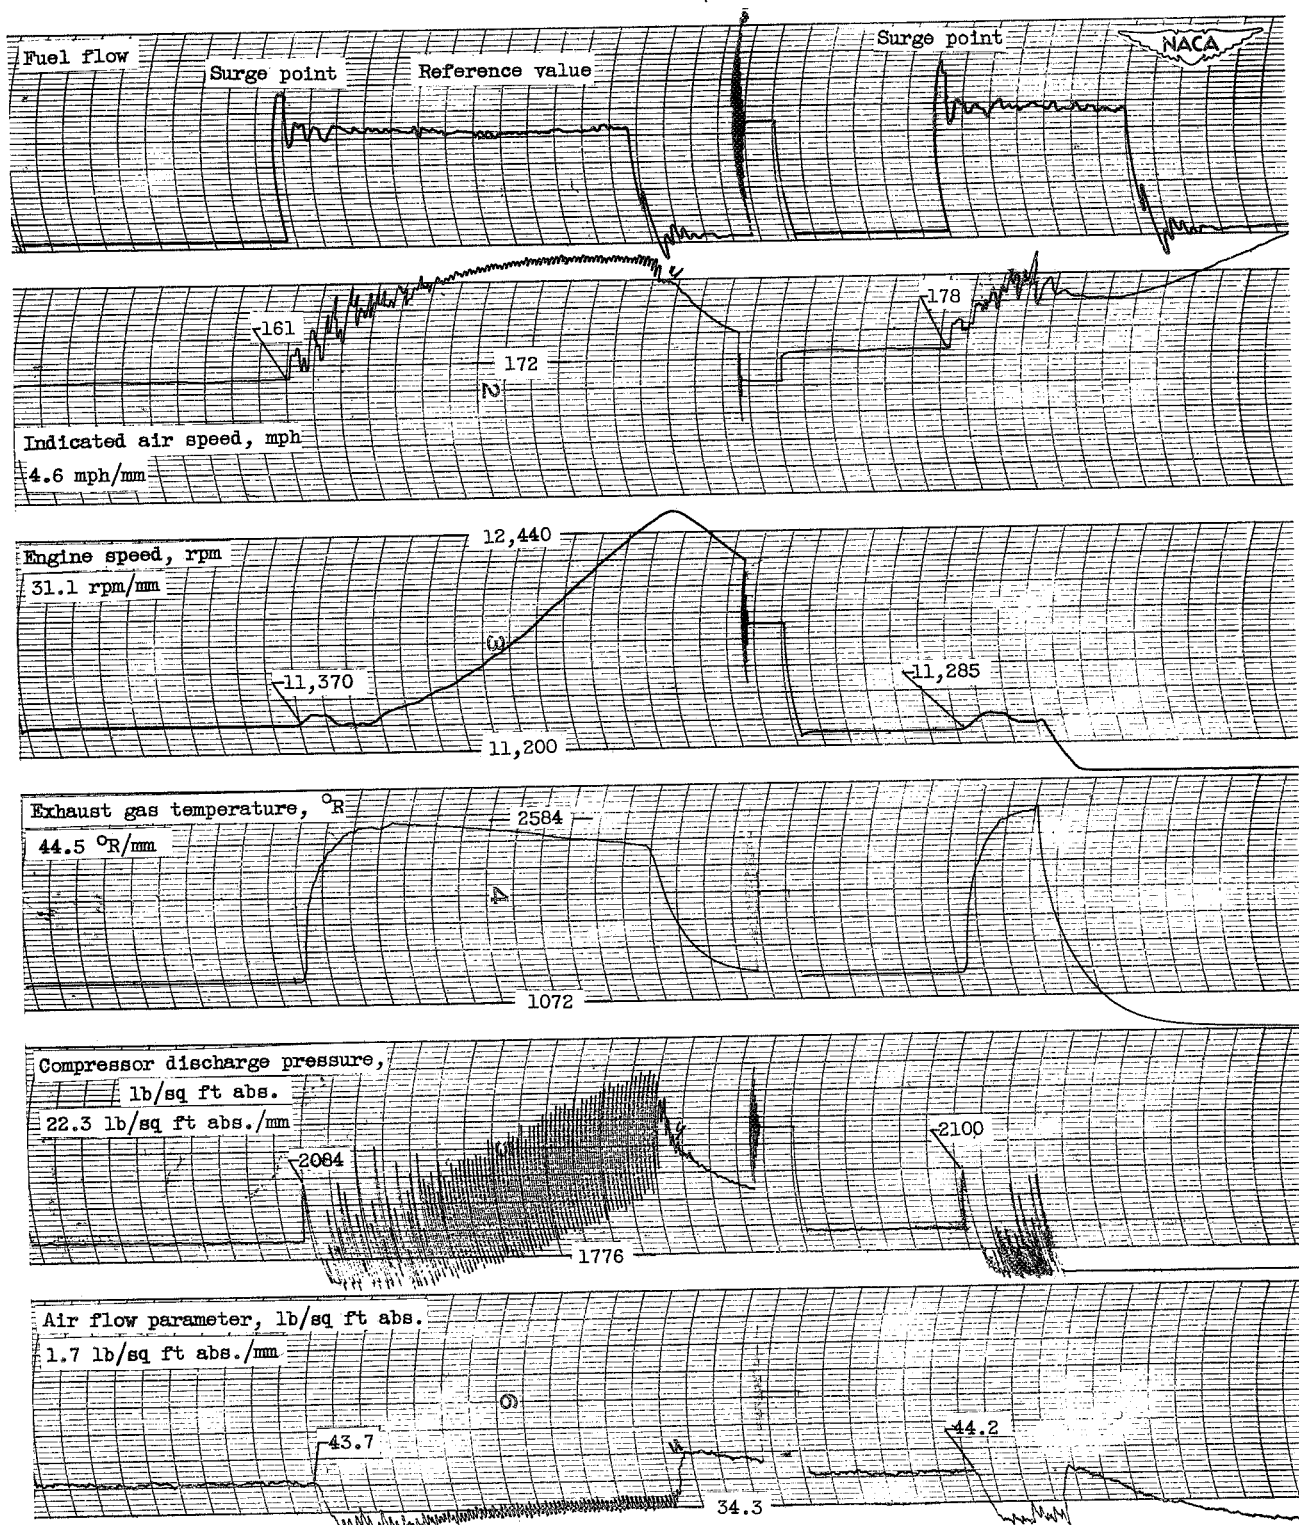 Fuel flow
Surge point
Reference value
Surge point
NACA
161
178
172
2
Indicated air speed, mph
4.6 mph/mm
Engine speed, rpm
31.1 rpm/mm
12,440
3
11,370
11,285
11,200
Exhaust gas temperature, °R
44.5 °R/mm
2584
4
1072
Compressor discharge pressure,
lb/sq ft abs.
22.3 lb/sq ft abs./mm
2084
2100
1776
Air flow parameter, lb/sq ft abs.
1.7 lb/sq ft abs./mm
6
43.7
44.2
34.3